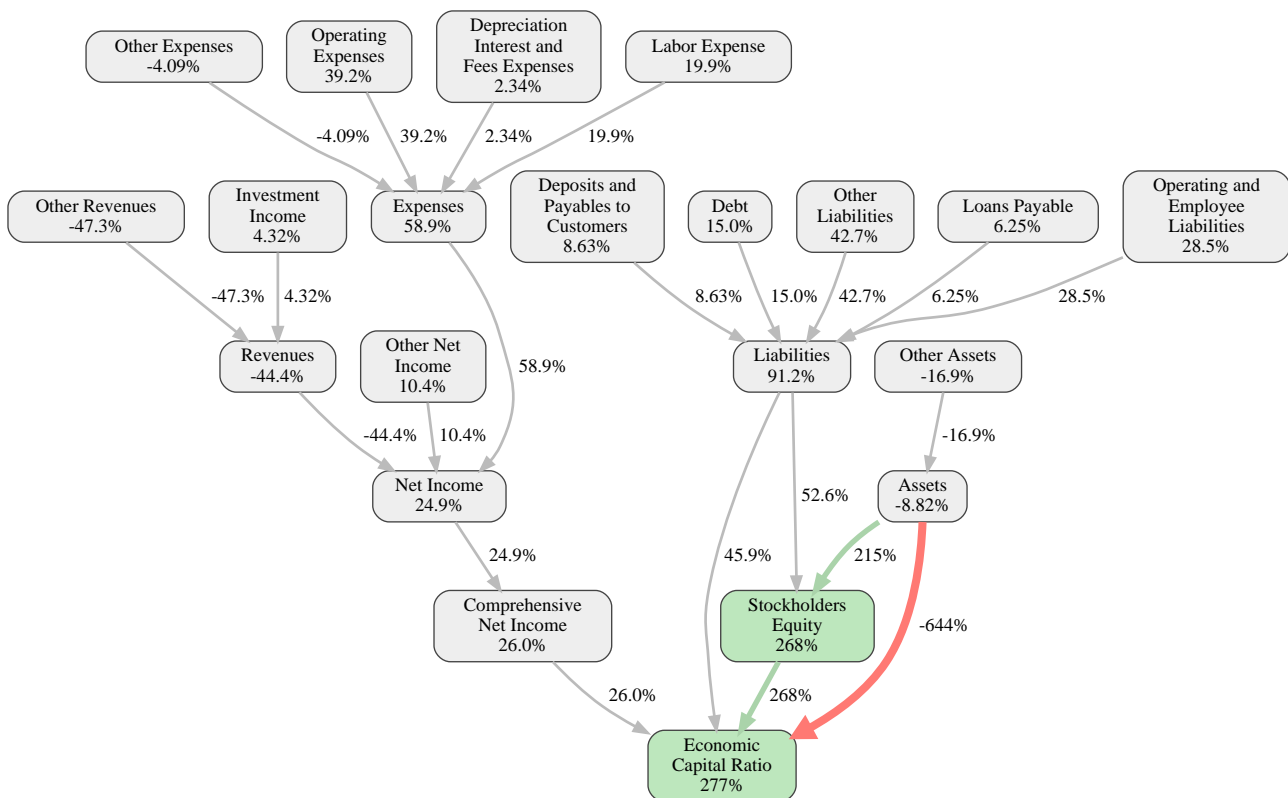 Other Expenses
-4.09%
Operating
Expenses
39.2%
Depreciation
Interest and
Fees Expenses
2.34%
Labor Expense
19.9%
-4.09%
39.2%
2.34%
19.9%
Other Revenues
-47.3%
Investment
Income
4.32%
Expenses
58.9%
Deposits and
Payables to
Customers
8.63%
Debt
15.0%
Other
Liabilities
42.7%
Loans Payable
6.25%
Operating and
Employee
Liabilities
28.5%
-47.3%
4.32%
8.63%
15.0%
42.7%
6.25%
28.5%
Revenues
-44.4%
Other Net
Income
10.4%
58.9%
Liabilities
91.2%
Other Assets
-16.9%
-44.4%
10.4%
-16.9%
Net Income
24.9%
52.6%
Assets
-8.82%
24.9%
45.9%
215%
Comprehensive
Net Income
26.0%
Stockholders
Equity
268%
-644%
26.0%
268%
Economic
Capital Ratio
277%